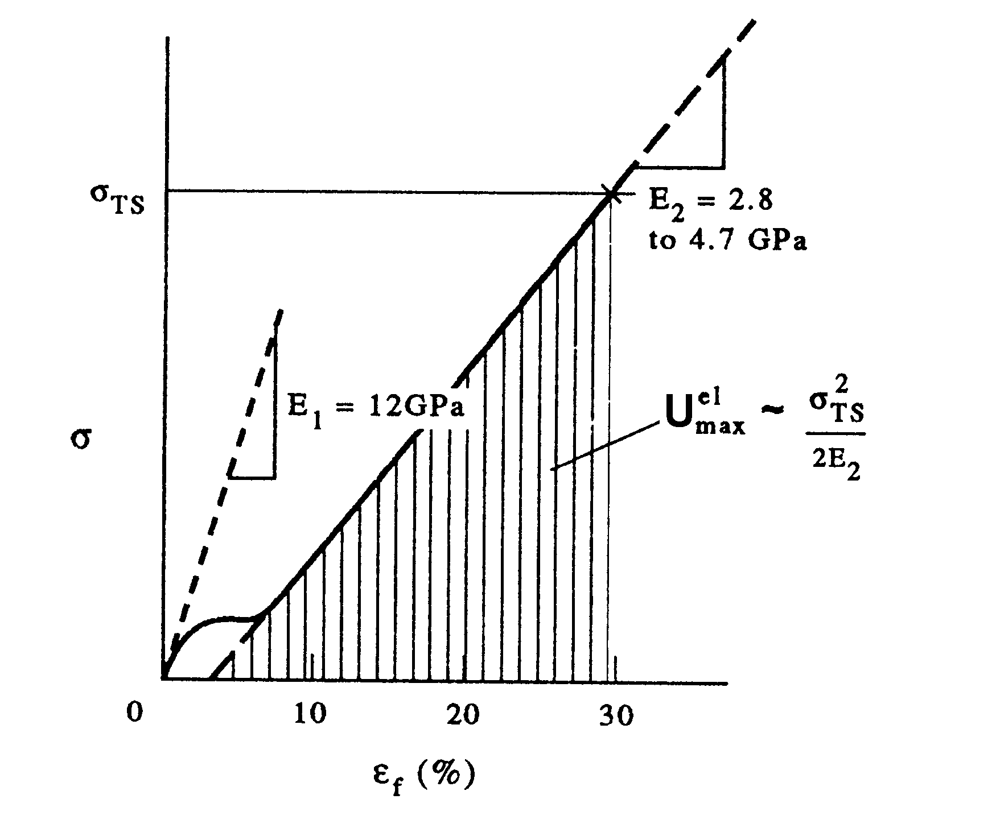 σTS
E2 = 2.8
to 4.7 GPa
E1 = 12GPa
σ
Uelmax ~ σ2TS
2E2
0 10 20 30
εf (%)